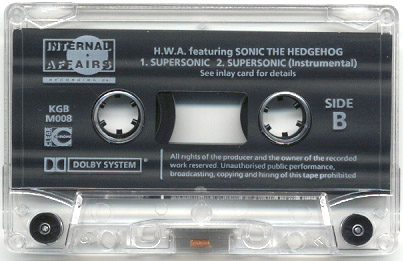 INTERNAL
AFFAIRS
H.W.A. featuring SONIC THE HEDGEHOG
1. SUPERSONIC 2. SUPERSONIC (Instrumental)
See inlay card for details
KGB
M008
SIDE
B
DOLBY SYSTEM®
All rights of the producer and the owner of the recorded
work reserved. Unauthorised public performance,
broadcasting, copying and hiring of this tape prohibited